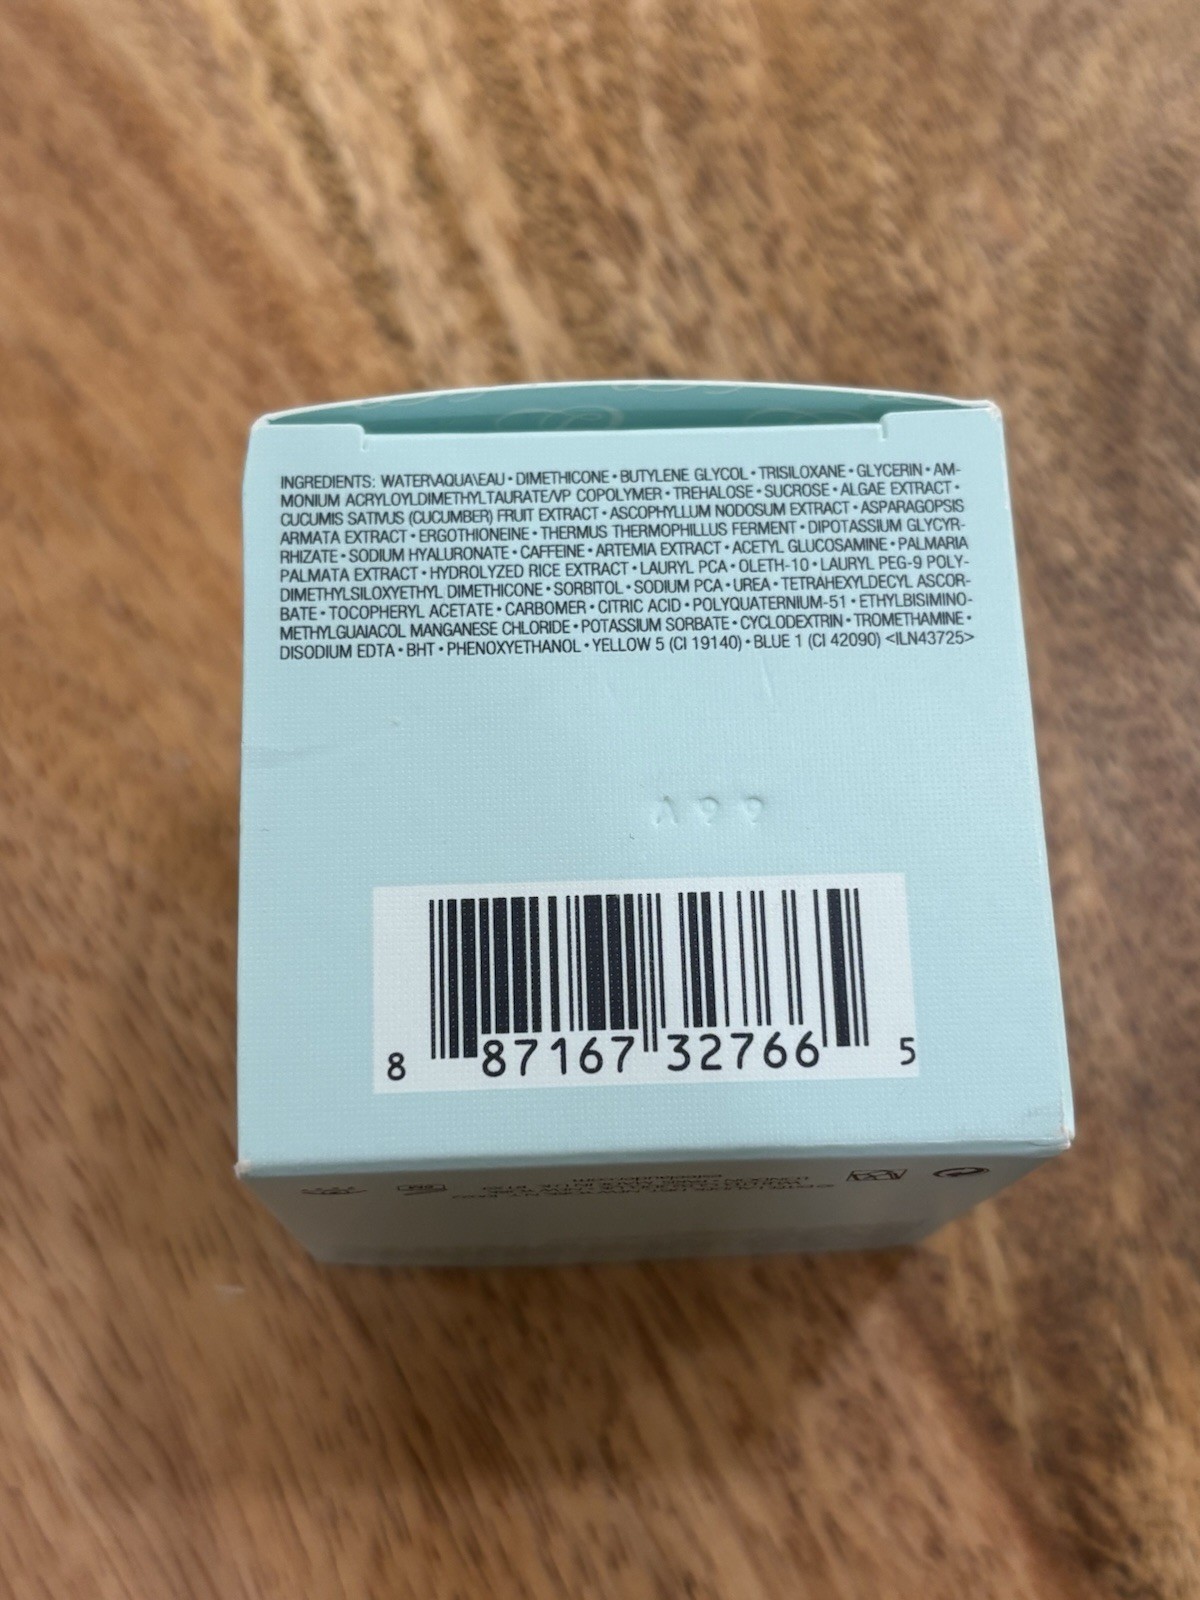 INGREDIENTS: WATER\AQUA\EAU • DIMETHICONE • BUTYLENE GLYCOL • TRISILOXANE • GLYCERIN • AM-
MONIUM ACRYLOYLDIMETHYLTAURATE/VP COPOLYMER • TREHALOSE • SUCROSE • ALGAE EXTRACT •
CUCUMIS SATIVUS (CUCUMBER) FRUIT EXTRACT • ASCOPHYLLUM NODOSUM EXTRACT • ASPARAGOPSIS
ARMATA EXTRACT • ERGOTHIONEINE • THERMUS THERMOPHILLUS FERMENT • DIPOTASSIUM GLYCYR-
RHIZATE • SODIUM HYALURONATE • CAFFEINE • ARTEMIA EXTRACT • ACETYL GLUCOSAMINE • PALMARIA
PALMATA EXTRACT • HYDROLYZED RICE EXTRACT • LAURYL PCA • OLETH-10 • LAURYL PEG-9 POLY-
DIMETHYLSILOXYETHYL DIMETHICONE • SORBITOL • SODIUM PCA • UREA • TETRAHEXYLDECYL ASCOR-
BATE • TOCOPHERYL ACETATE • CARBOMER • CITRIC ACID • POLYQUATERNIUM-51 • ETHYLBISIMINO-
METHYLGUAIACOL MANGANESE CHLORIDE • POTASSIUM SORBATE • CYCLODEXTRIN • TROMETHAMINE •
DISODIUM EDTA • BHT • PHENOXYETHANOL • YELLOW 5 (CI 19140) • BLUE 1 (CI 42090) <ILN43725>
8 87167 32766 5